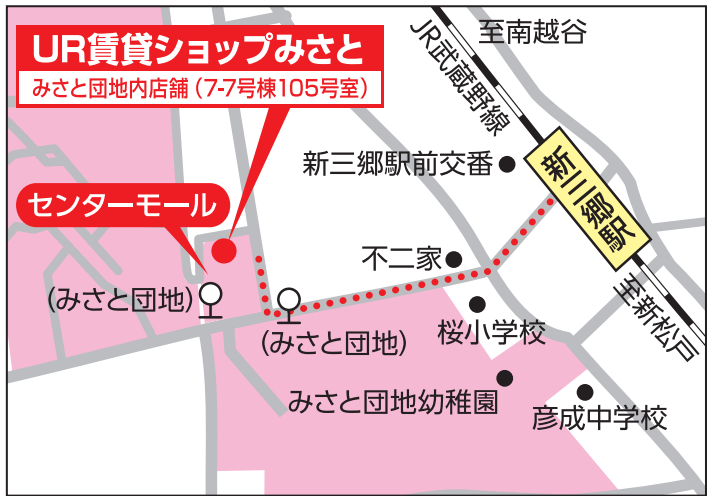 UR賃貸ショップみさと
みさと団地内店舗（7-7号棟105号室）
至南越谷
JR武蔵野線
新三郷駅前交番
新三郷駅
センターモール
不二家
(みさと団地)
至新松戸
(みさと団地)
桜小学校
みさと団地幼稚園
彦成中学校